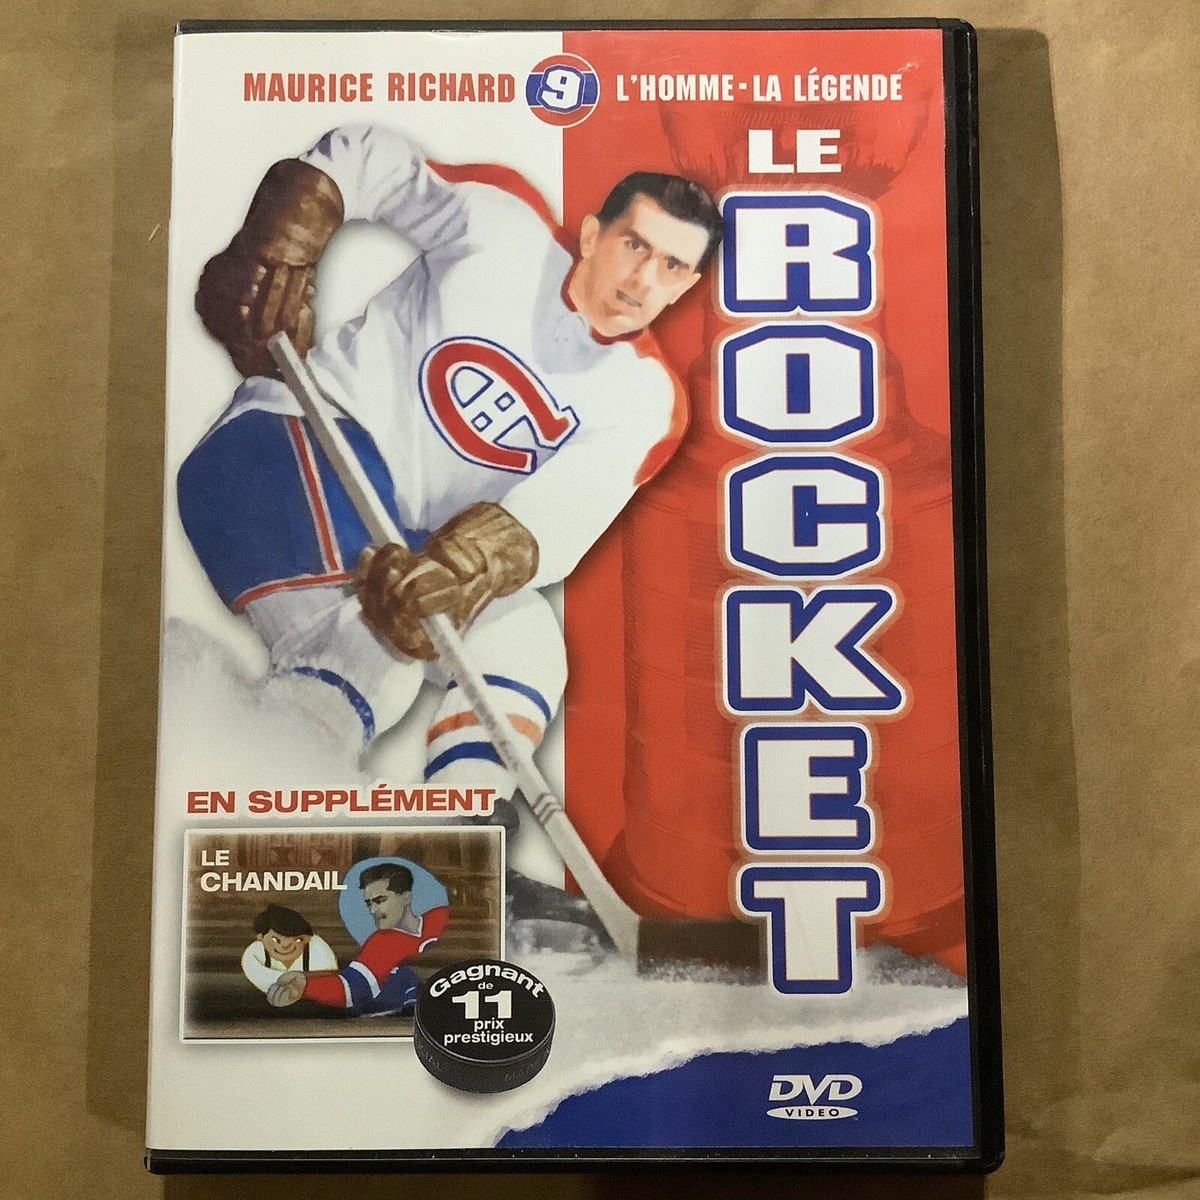 MAURICE RICHARD 9 L'HOMME - LA LÉGENDE
LE
ROCKET
EN SUPPLÉMENT
LE
CHANDAIL
Gagnant
de
11
prix
prestigieux
DVD
VIDEO